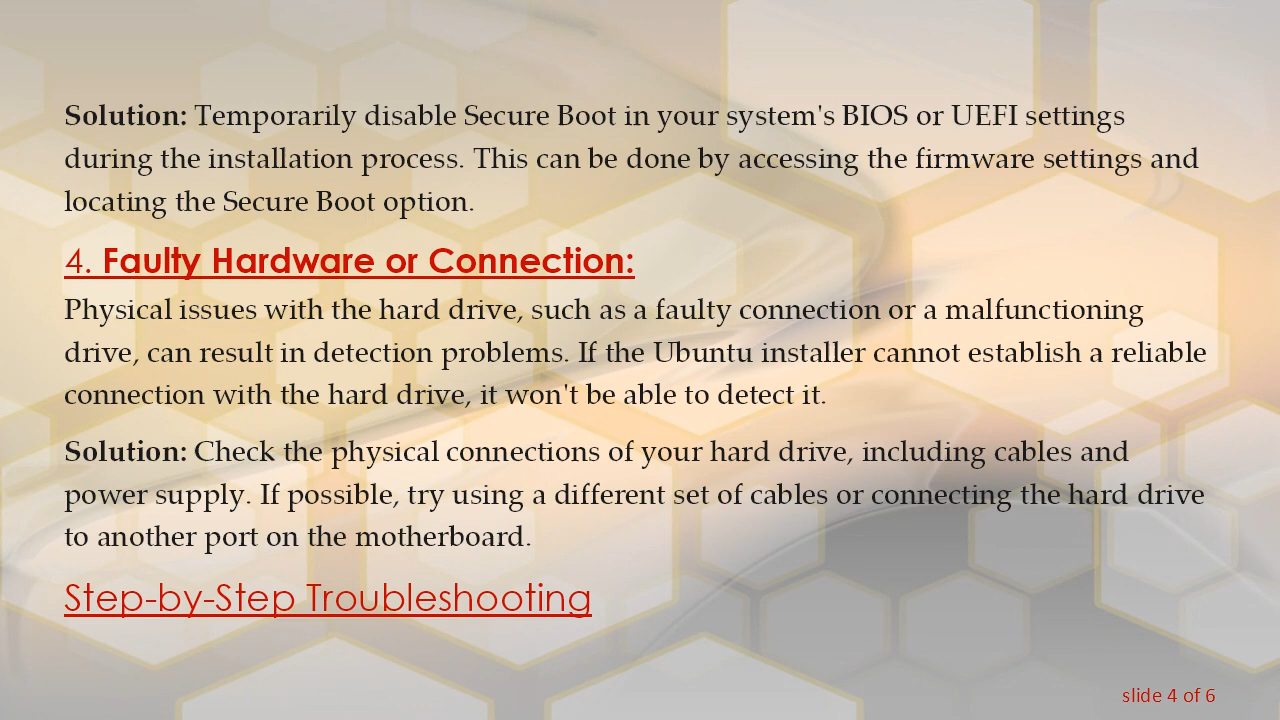 Solution: Temporarily disable Secure Boot in your system's BIOS or UEFI settings
during the installation process. This can be done by accessing the firmware settings and
locating the Secure Boot option.
4. Faulty Hardware or Connection:
Physical issues with the hard drive, such as a faulty connection or a malfunctioning
drive, can result in detection problems. If the Ubuntu installer cannot establish a reliable
connection with the hard drive, it won't be able to detect it.
Solution: Check the physical connections of your hard drive, including cables and
power supply. If possible, try using a different set of cables or connecting the hard drive
to another port on the motherboard.
Step-by-Step Troubleshooting
slide 4 of 6